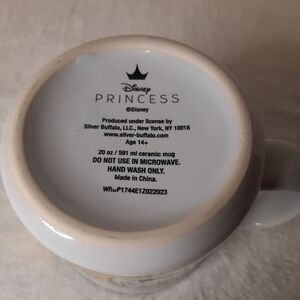 Disney
PRINCESS
©Disney
Produced under license by
Silver Buffalo, LLC., New York, NY 10018
www.silver-buffalo.com
Age 14+
20 oz / 591 ml ceramic mug
DO NOT USE IN MICROWAVE.
HAND WASH ONLY.
Made in China.